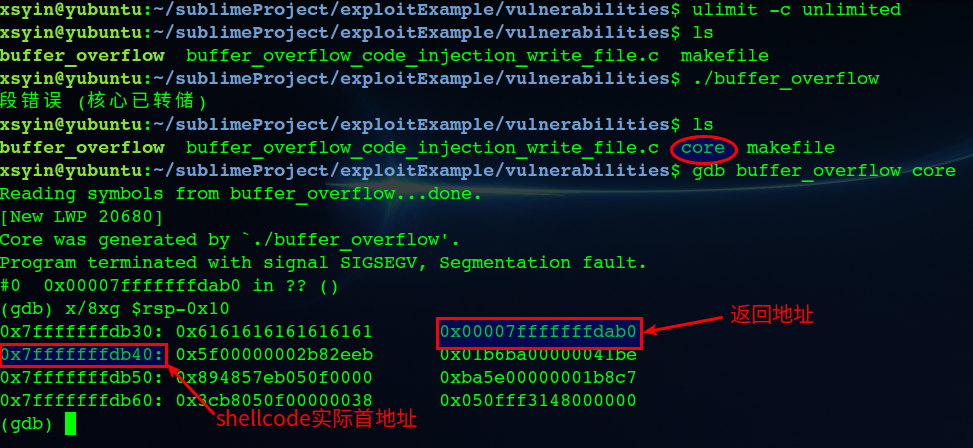 xsyin@yubuntu:~/sublimeProject/exploitExample/vulnerabilities$ ulimit -c unlimited
xsyin@yubuntu:~/sublimeProject/exploitExample/vulnerabilities$ ls
buffer_overflow  buffer_overflow_code_injection_write_file.c  makefile
xsyin@yubuntu:~/sublimeProject/exploitExample/vulnerabilities$ ./buffer_overflow
段错误 (核心已转储)
xsyin@yubuntu:~/sublimeProject/exploitExample/vulnerabilities$ ls
buffer_overflow  buffer_overflow_code_injection_write_file.c  core  makefile
xsyin@yubuntu:~/sublimeProject/exploitExample/vulnerabilities$ gdb buffer_overflow core
Reading symbols from buffer_overflow...done.
[New LWP 20680]
Core was generated by `./buffer_overflow'.
Program terminated with signal SIGSEGV, Segmentation fault.
#0  0x00007fffffffdab0 in ?? ()
(gdb) x/8xg $rsp-0x10
0x7fffffffdb30: 0x6161616161616161 0x00007fffffffdab0
返回地址
0x7fffffffdb40: 0x5f00000002b82eeb 0x01b6ba00000041be
0x7fffffffdb50: 0x894857eb050f0000 0xba5e00000001b8c7
0x7fffffffdb60: 0x3cb8050f00000038 0x050fff3148000000
shellcode实际首地址
(gdb)